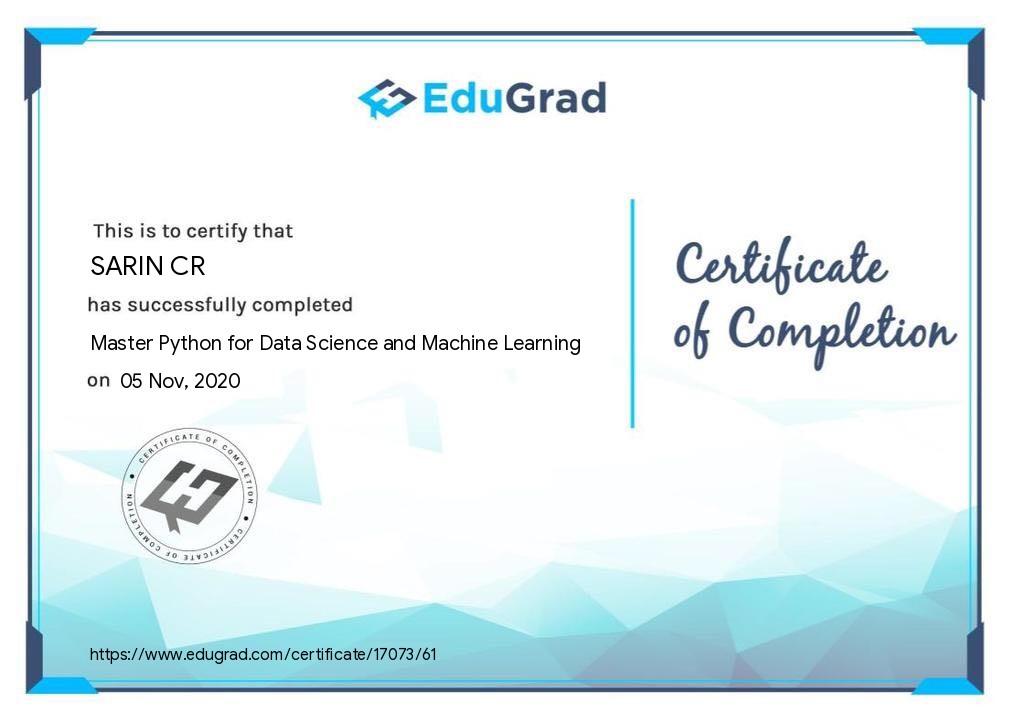 EduGrad
This is to certify that
SARIN CR
has successfully completed
Master Python for Data Science and Machine Learning
on 05 Nov, 2020
Certificate
of Completion
CERTIFICATE OF COMPLETION
CERTIFICATE OF COMPLETION
https://www.edugrad.com/certificate/17073/61